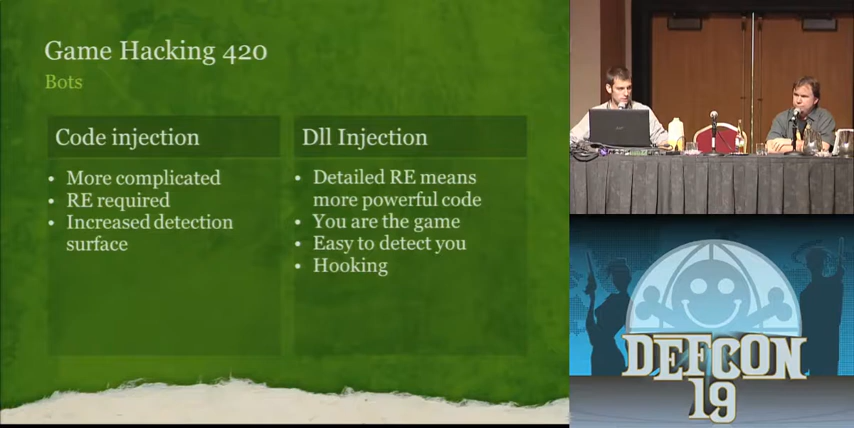 Game Hacking 420
Bots
Code injection
• More complicated
• RE required
• Increased detection
surface
Dll Injection
• Detailed RE means
more powerful code
• You are the game
• Easy to detect you
• Hooking
DEFCON
19